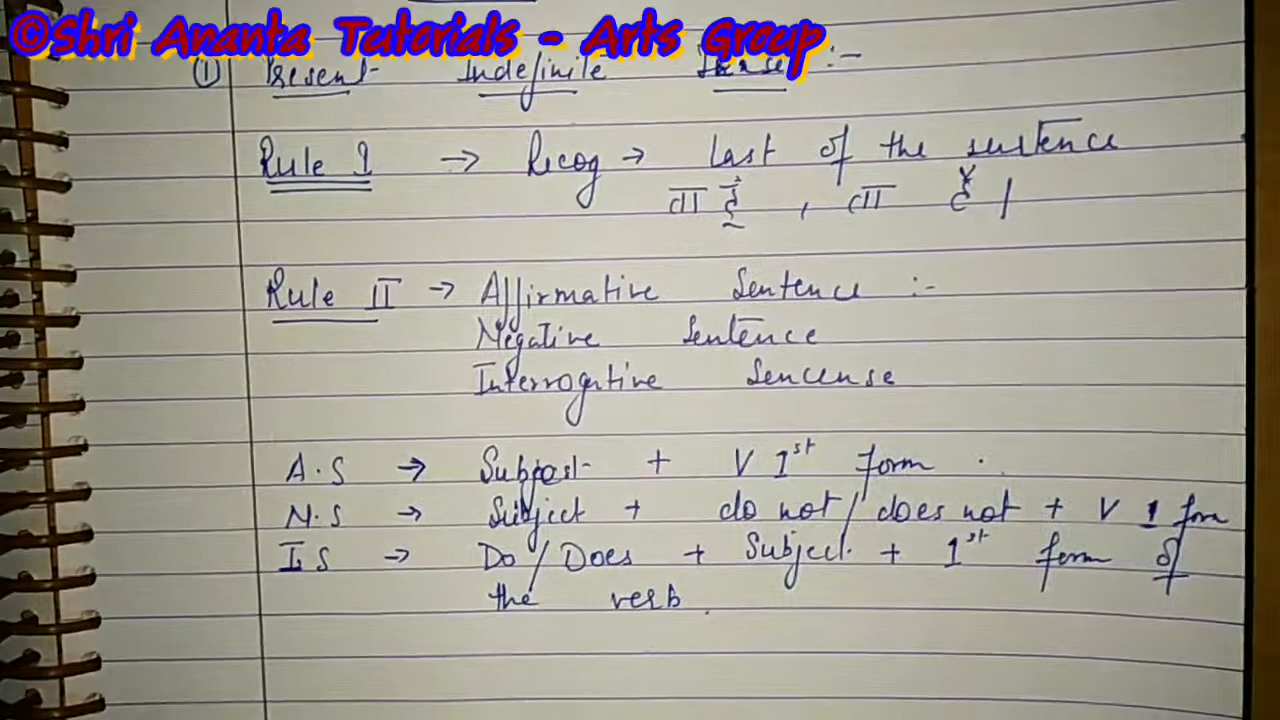 ©Shri Ananta Tutorials - Arts Group
① Present Indefinite Tense :-
Rule I → Recog → Last of the sentence
ता है , ता हूँ |
Rule II → Affirmative Sentence :-
Negative Sentence
Interrogative Sencense
A.S → Subject + V 1st form .
N.S → Subject + do not / does not + V 1 form
IS → Do / Does + Subject + 1st form of
the verb .